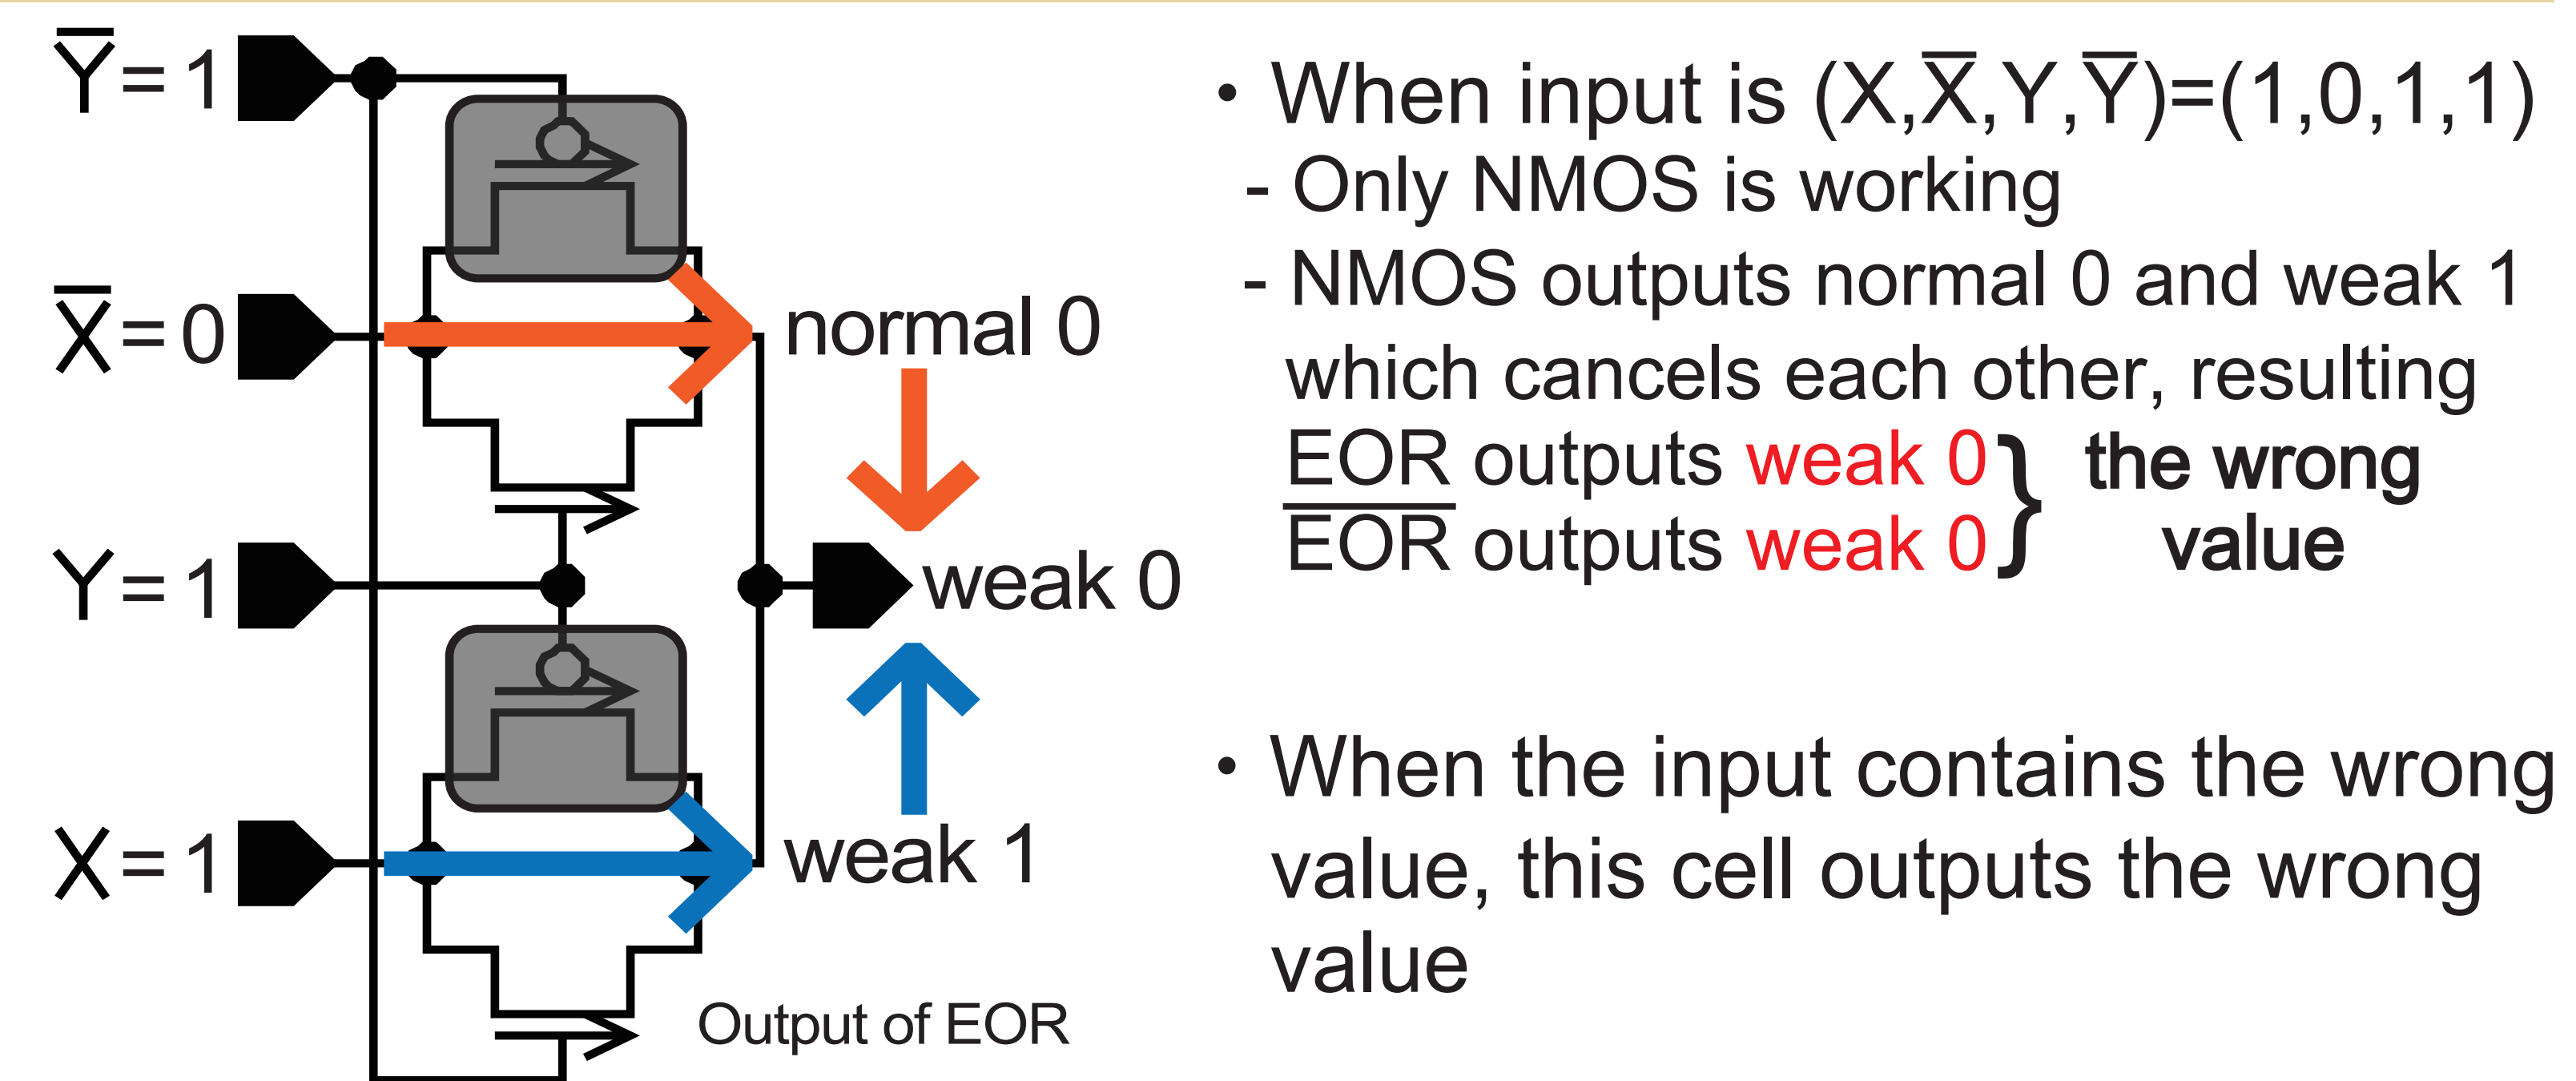 Y̅=1
X̅=0
Y=1
X=1
normal 0
weak 0
weak 1
Output of EOR
• When input is (X,X̅,Y,Y̅)=(1,0,1,1)
- Only NMOS is working
- NMOS outputs normal 0 and weak 1
which cancels each other, resulting
EOR outputs weak 0 } the wrong
E̅O̅R̅ outputs weak 0 value
• When the input contains the wrong
value, this cell outputs the wrong
value